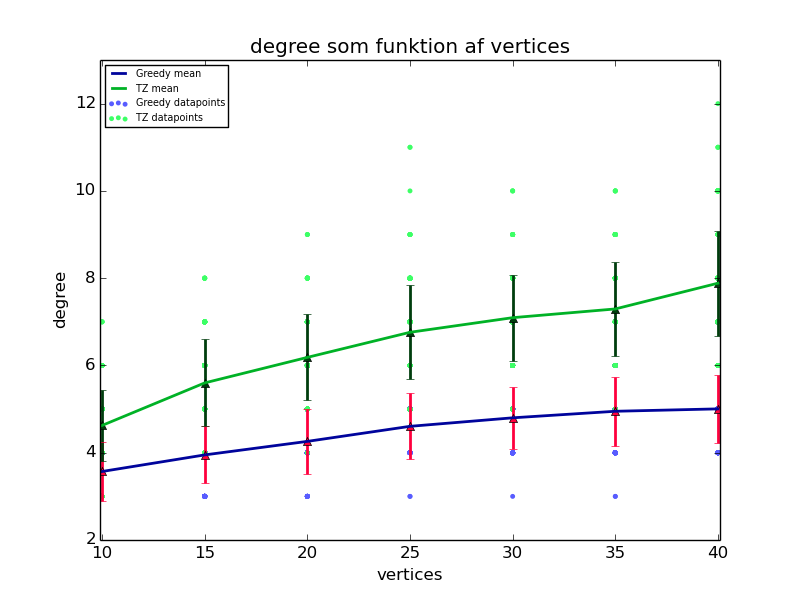 degree som funktion af vertices
Greedy mean
TZ mean
Greedy datapoints
TZ datapoints
12
10
8
6
4
2
degree
10 15 20 25 30 35 40
vertices